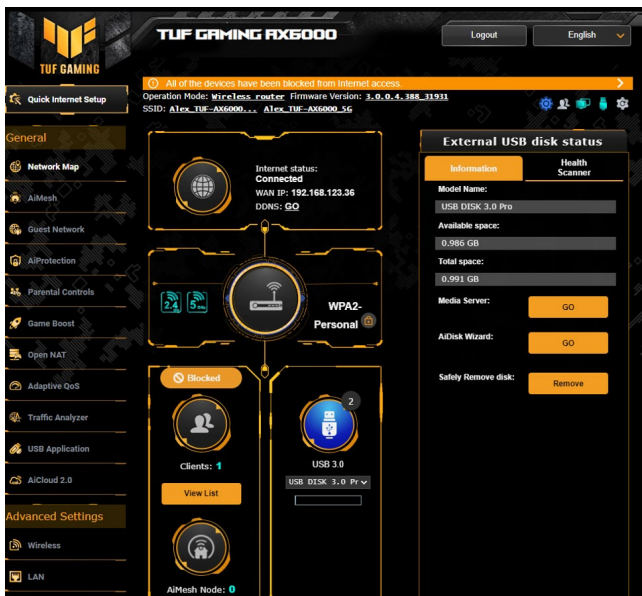 TUF GAMING
TUF GAMING AX6000
Logout
English
All of the devices have been blocked from Internet access.
Operation Mode: Wireless router Firmware Version: 3.0.0.4.388_31931
SSID: Alex_TUF-AX6000... Alex_TUF-AX6000_5G
Quick Internet Setup
General
Network Map
AiMesh
Guest Network
AiProtection
Parental Controls
Game Boost
Open NAT
Adaptive QoS
Traffic Analyzer
USB Application
AiCloud 2.0
Advanced Settings
Wireless
LAN
Internet status:
Connected
WAN IP: 192.168.123.36
DDNS: GO
2.4 GHz
5 GHz
WPA2-
Personal
Blocked
Clients: 1
View List
AiMesh Node: 0
2
USB 3.0
USB DISK 3.0 Pr
External USB disk status
Information
Health
Scanner
Model Name:
USB DISK 3.0 Pro
Available space:
0.986 GB
Total space:
0.991 GB
Media Server:
GO
AiDisk Wizard:
GO
Safely Remove disk:
Remove